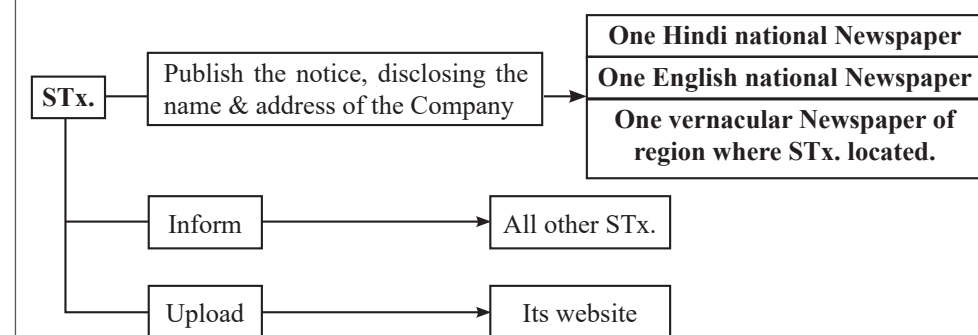 STx.
Publish the notice, disclosing the
name & address of the Company
One Hindi national Newspaper
One English national Newspaper
One vernacular Newspaper of
region where STx. located.
Inform
All other STx.
Upload
Its website